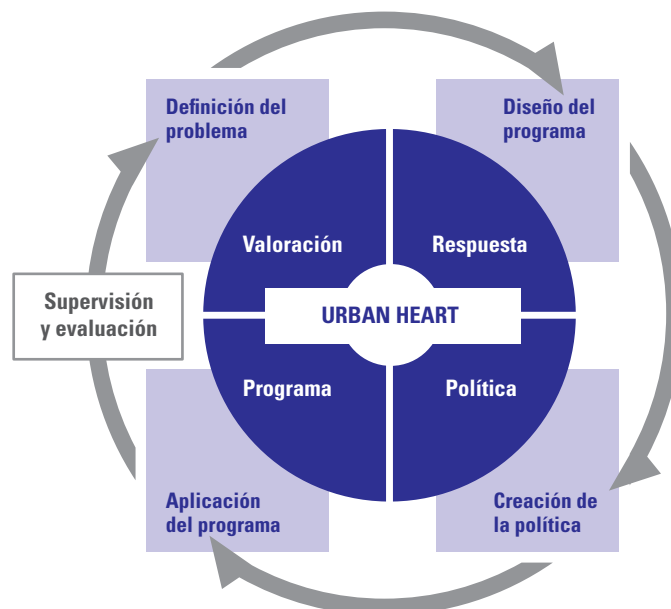 Definición del
problema
Diseño del
programa
Valoración
Respuesta
Supervisión
y evaluación
URBAN HEART
Programa
Política
Aplicación
del programa
Creación de
la política